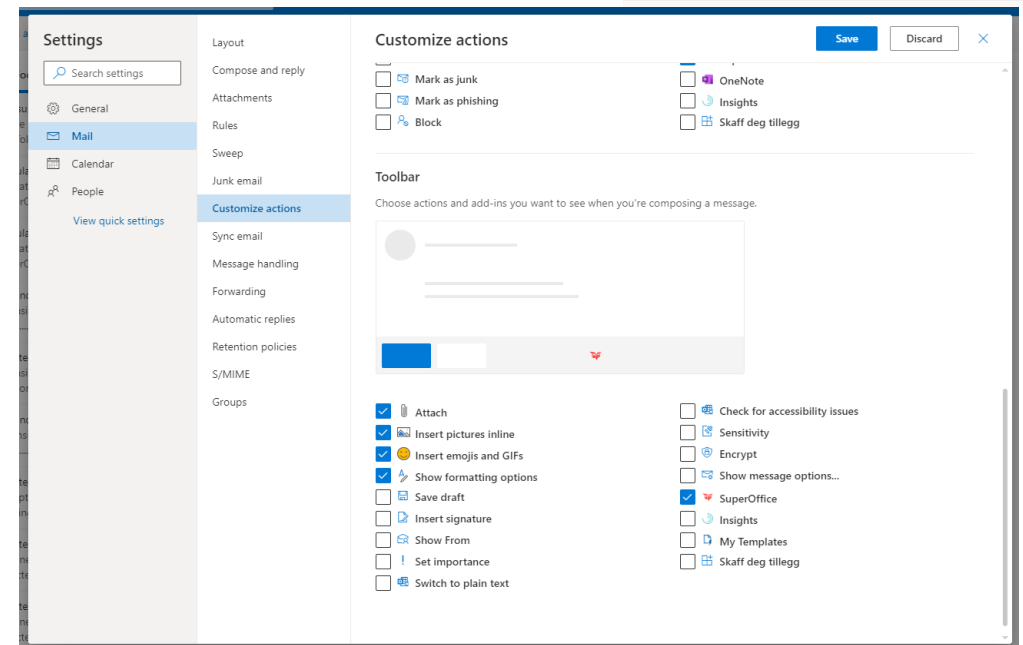 Settings
Search settings
General
Mail
Calendar
People
View quick settings
Layout
Compose and reply
Attachments
Rules
Sweep
Junk email
Customize actions
Sync email
Message handling
Forwarding
Automatic replies
Retention policies
S/MIME
Groups
Customize actions
Save
Discard
Mark as junk
Mark as phishing
Block
OneNote
Insights
Skaff deg tillegg
Toolbar
Choose actions and add-ins you want to see when you're composing a message.
Attach
Insert pictures inline
Insert emojis and GIFs
Show formatting options
Save draft
Insert signature
Show From
Set importance
Switch to plain text
Check for accessibility issues
Sensitivity
Encrypt
Show message options...
SuperOffice
Insights
My Templates
Skaff deg tillegg